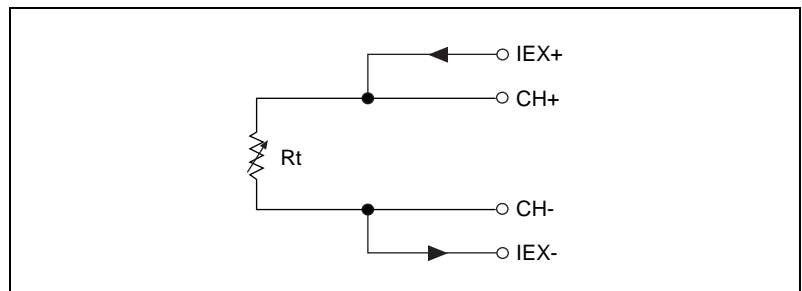 IEX+
CH+
Rt
CH-
IEX-